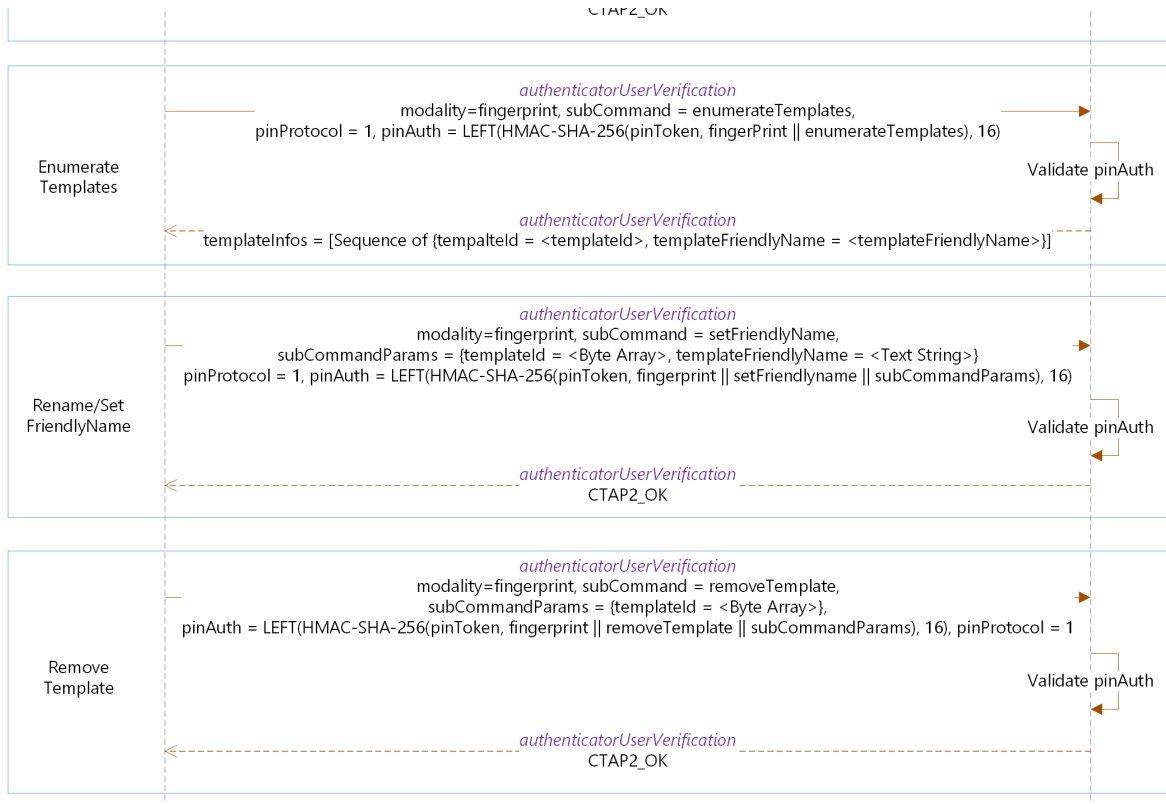 CTAP2_OK
authenticatorUserVerification
modality=fingerprint, subCommand = enumerateTemplates,
pinProtocol = 1, pinAuth = LEFT(HMAC-SHA-256(pinToken, fingerPrint || enumerateTemplates), 16)
Enumerate
Templates
Validate pinAuth
authenticatorUserVerification
templateInfos = [Sequence of {tempalteId = <templateId>, templateFriendlyName = <templateFriendlyName>}]
authenticatorUserVerification
modality=fingerprint, subCommand = setFriendlyName,
subCommandParams = {templateId = <Byte Array>, templateFriendlyName = <Text String>}
pinProtocol = 1, pinAuth = LEFT(HMAC-SHA-256(pinToken, fingerprint || setFriendlyname || subCommandParams), 16)
Rename/Set
FriendlyName
Validate pinAuth
authenticatorUserVerification
CTAP2_OK
authenticatorUserVerification
modality=fingerprint, subCommand = removeTemplate,
subCommandParams = {templateId = <Byte Array>},
pinAuth = LEFT(HMAC-SHA-256(pinToken, fingerprint || removeTemplate || subCommandParams), 16), pinProtocol = 1
Remove
Template
Validate pinAuth
authenticatorUserVerification
CTAP2_OK